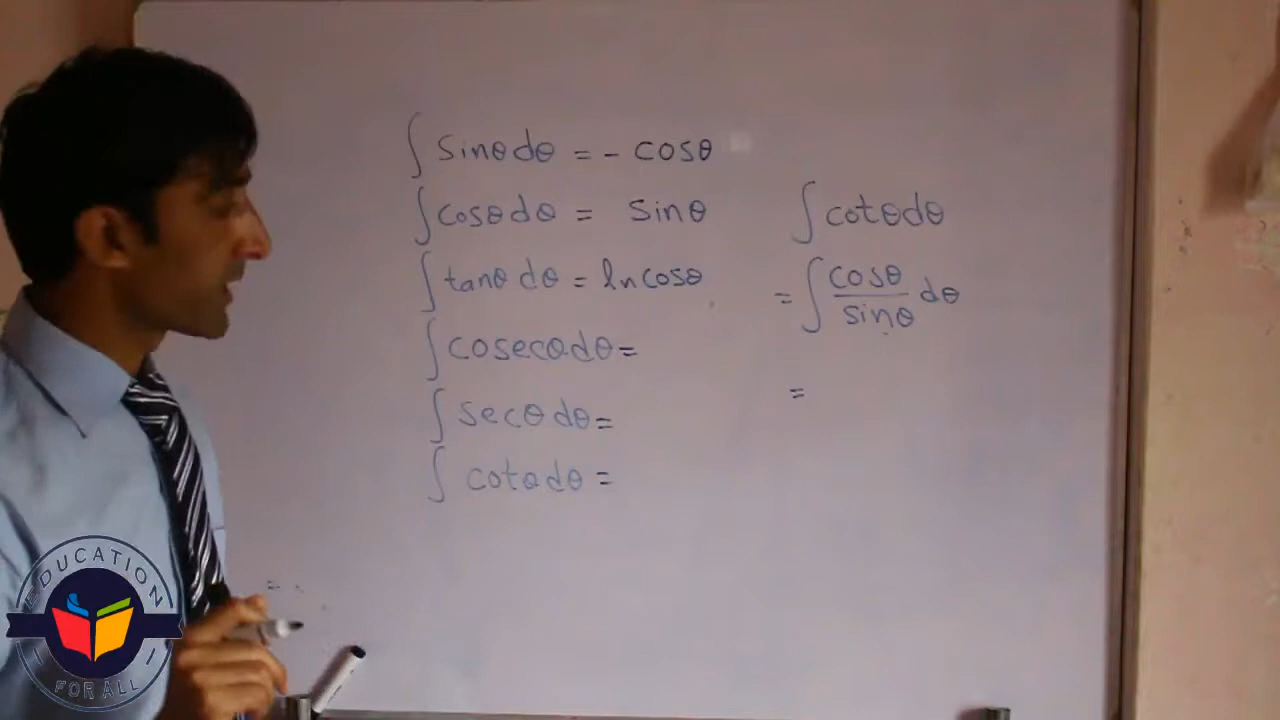 ∫ sinθ dθ = - cosθ
∫ cosθ dθ = sinθ
∫ tanθ dθ = ln cosθ
∫ cosecθ dθ =
∫ secθ dθ =
∫ cotθ dθ =
∫ cotθ dθ
= ∫ cosθ/sinθ dθ
=
EDUCATION
FOR ALL